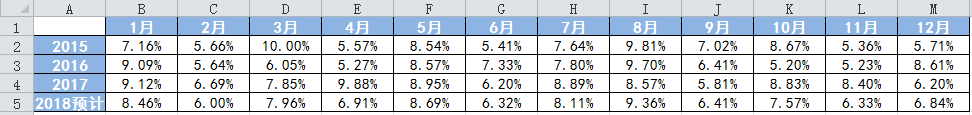 A B C D E F G H I J K L M
1 1月 2月 3月 4月 5月 6月 7月 8月 9月 10月 11月 12月
2 2015 7.16% 5.66% 10.00% 5.57% 8.54% 5.41% 7.64% 9.81% 7.02% 8.67% 5.36% 5.71%
3 2016 9.09% 5.64% 6.05% 5.27% 8.57% 7.33% 7.80% 9.70% 6.41% 5.20% 5.23% 8.61%
4 2017 9.12% 6.69% 7.85% 9.88% 8.95% 6.20% 8.89% 8.57% 5.81% 8.83% 8.40% 6.20%
5 2018预计 8.46% 6.00% 7.96% 6.91% 8.69% 6.32% 8.11% 9.36% 6.41% 7.57% 6.33% 6.84%